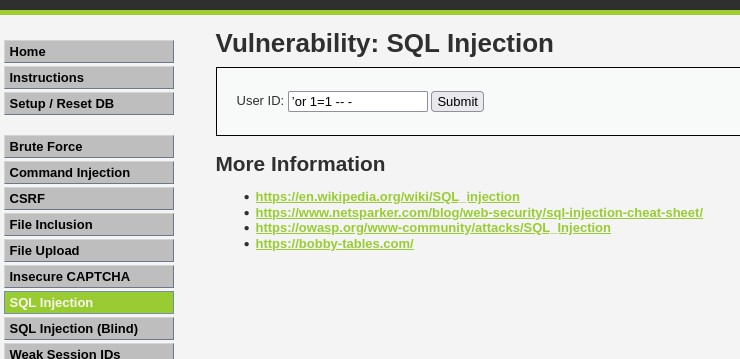 Vulnerability: SQL Injection
Home
Instructions
Setup / Reset DB
Brute Force
Command Injection
CSRF
File Inclusion
File Upload
Insecure CAPTCHA
SQL Injection
SQL Injection (Blind)
Weak Session IDs
User ID: 'or 1=1 -- - Submit
More Information
https://en.wikipedia.org/wiki/SQL_injection
https://www.netsparker.com/blog/web-security/sql-injection-cheat-sheet/
https://owasp.org/www-community/attacks/SQL_Injection
https://bobby-tables.com/